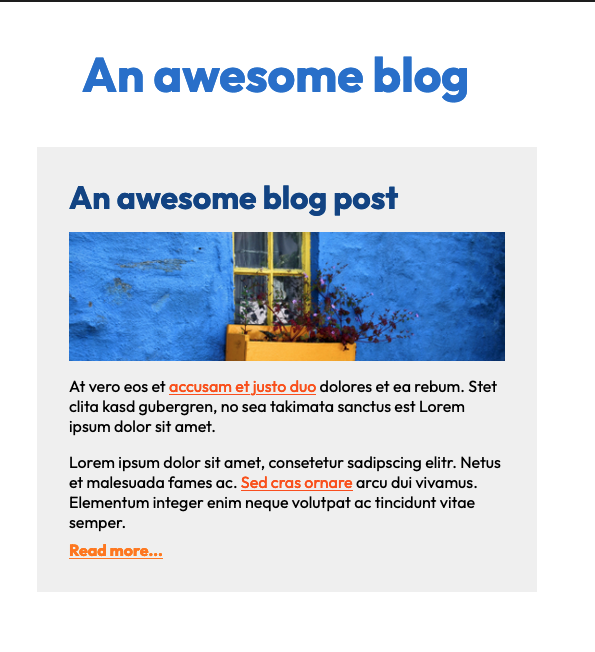 An awesome blog
An awesome blog post
At vero eos et accusam et justo duo dolores et ea rebum. Stet
clita kasd gubergren, no sea takimata sanctus est Lorem
ipsum dolor sit amet.
Lorem ipsum dolor sit amet, consetetur sadipscing elitr. Netus
et malesuada fames ac. Sed cras ornare arcu dui vivamus.
Elementum integer enim neque volutpat ac tincidunt vitae
semper.
Read more...